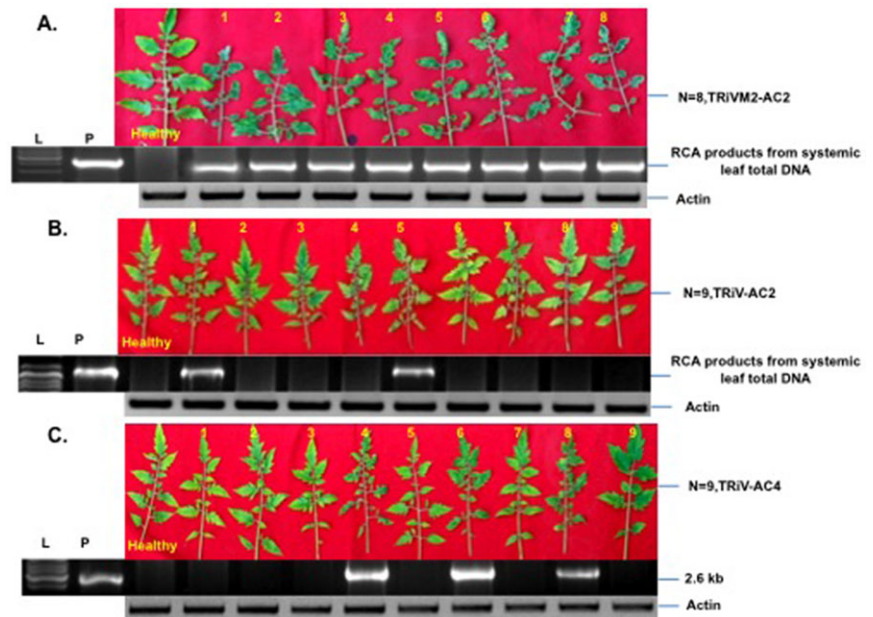 A.
1 2 3 4 5 6 7 8
Healthy
N=8,TRiVM2-AC2
L P
RCA products from systemic
leaf total DNA
Actin
B.
1 2 3 4 5 6 7 8 9
Healthy
N=9,TRiV-AC2
L P
RCA products from systemic
leaf total DNA
Actin
C.
1 2 3 4 5 6 7 8 9
Healthy
N=9,TRiV-AC4
L P
2.6 kb
Actin